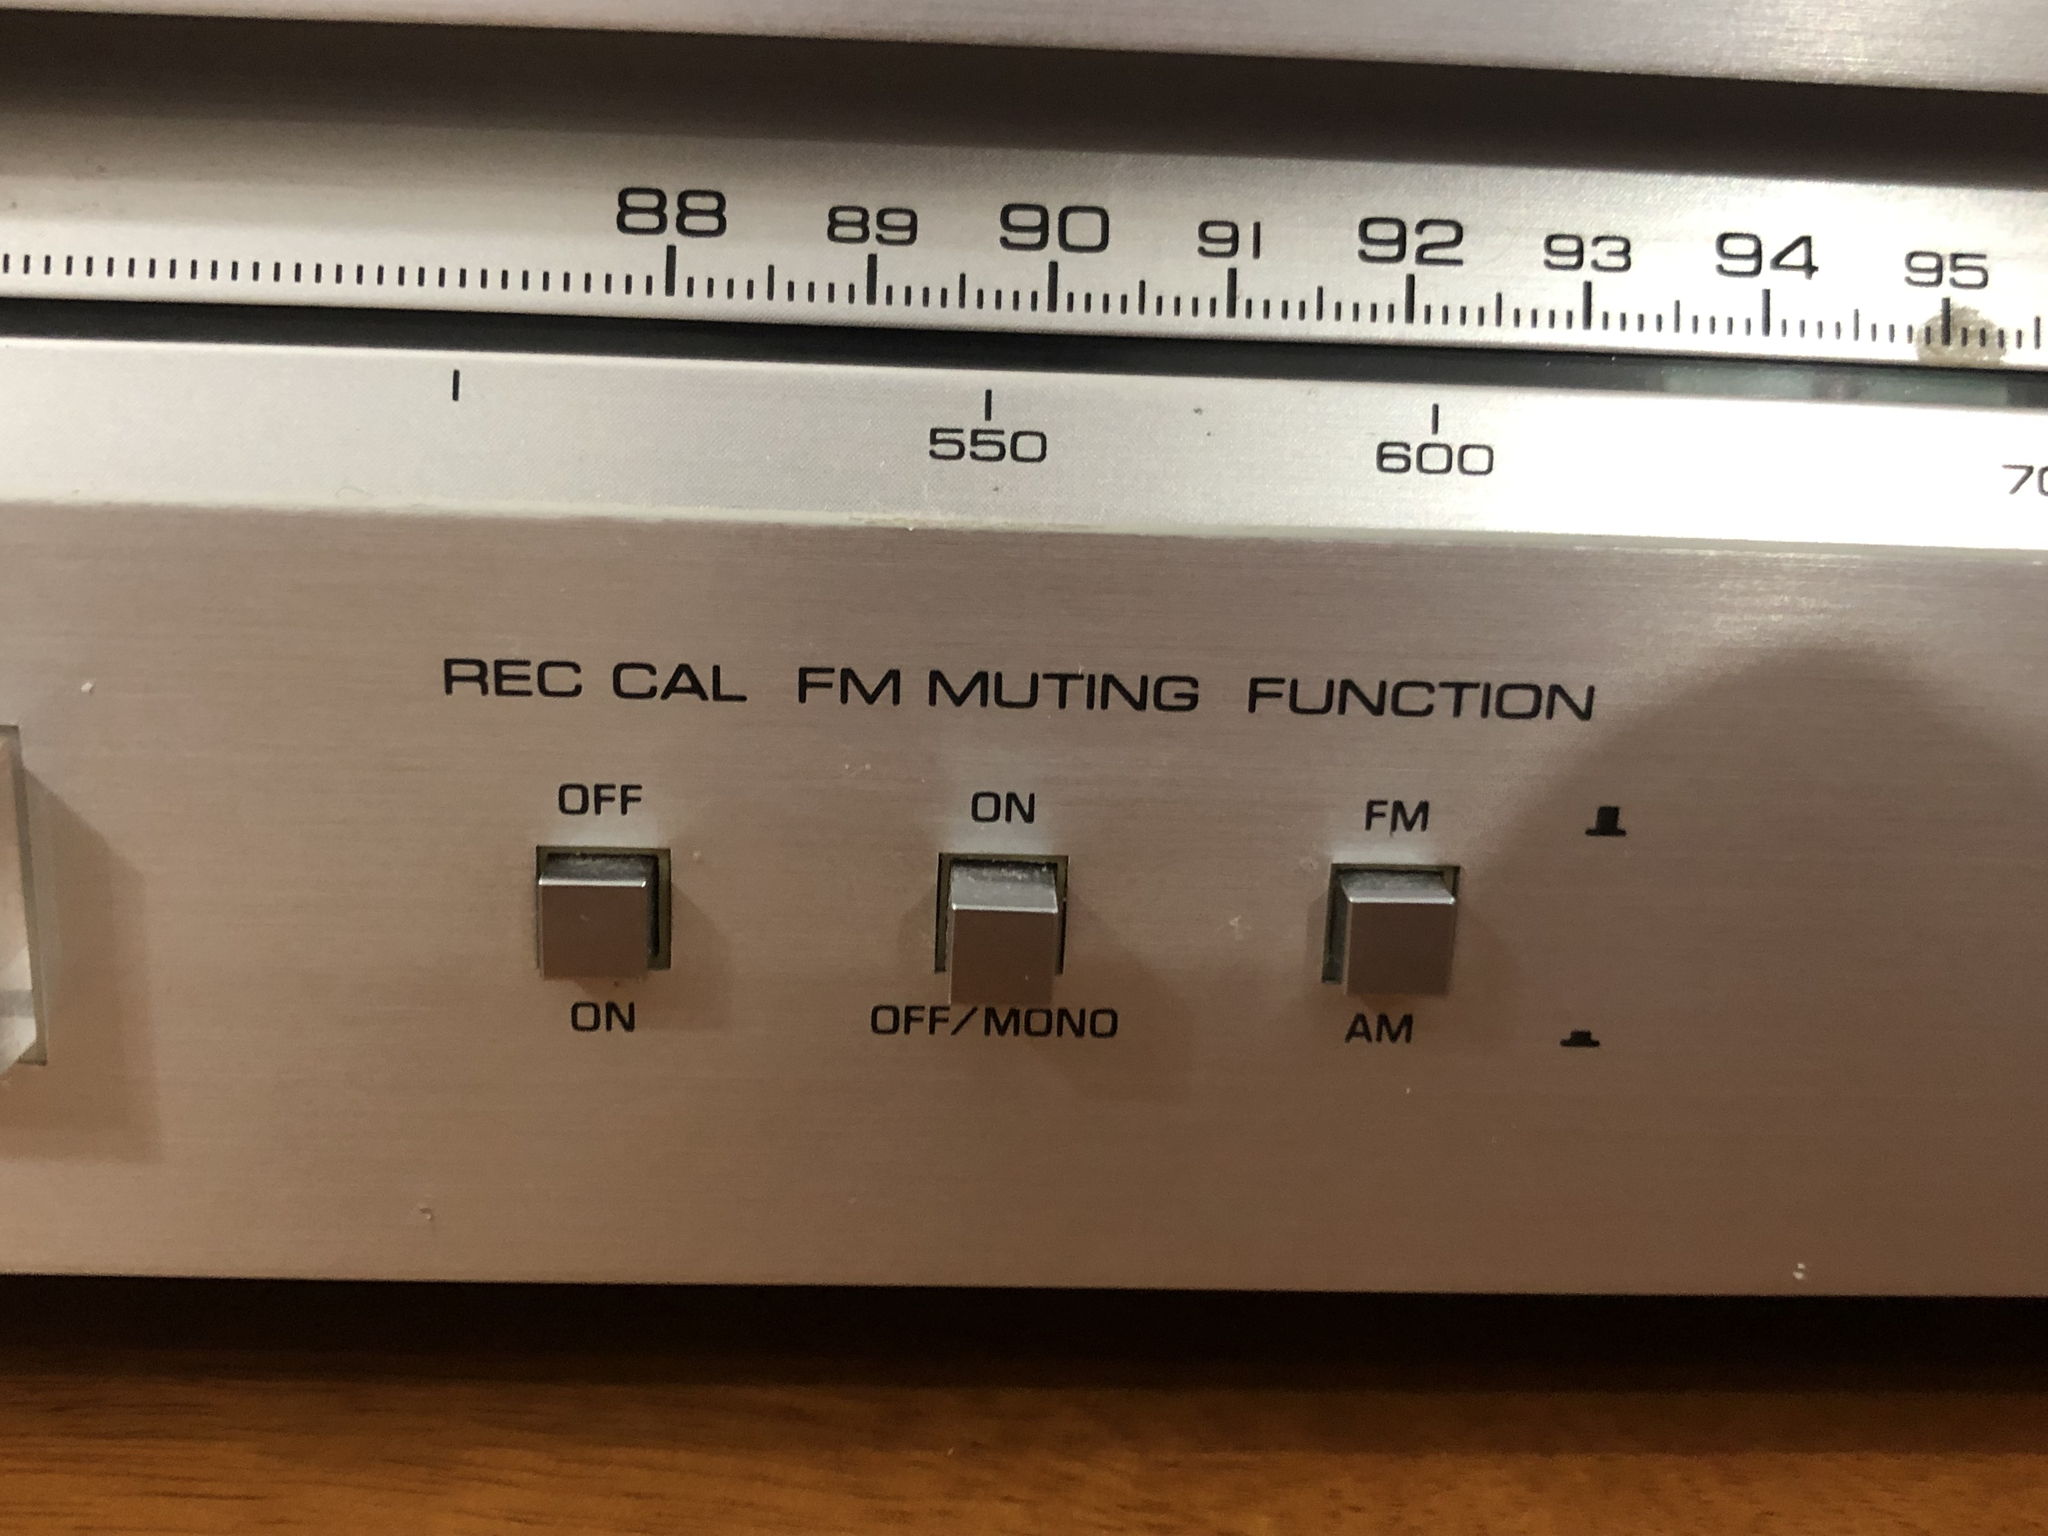 88 89 90 91 92 93 94 95
550 600
REC CAL FM MUTING FUNCTION
OFF ON FM
ON OFF/MONO AM